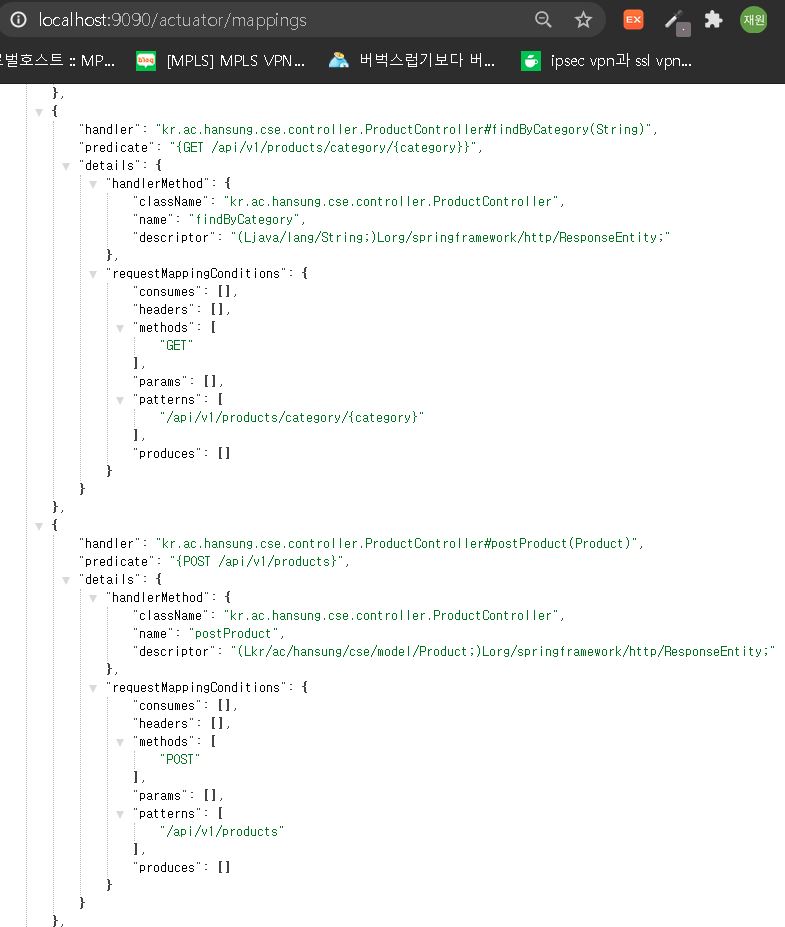 localhost:9090/actuator/mappings
EX
재원
벌호스트 :: MP...
blog
[MPLS] MPLS VPN...
버벅스럽기보다 버...
ipsec vpn과 ssl vpn...
},
{
"handler": "kr.ac.hansung.cse.controller.ProductController#findByCategory(String)",
"predicate": "{GET /api/v1/products/category/{category}}",
"details": {
"handlerMethod": {
"className": "kr.ac.hansung.cse.controller.ProductController",
"name": "findByCategory",
"descriptor": "(Ljava/lang/String;)Lorg/springframework/http/ResponseEntity;"
},
"requestMappingConditions": {
"consumes": [],
"headers": [],
"methods": [
"GET"
],
"params": [],
"patterns": [
"/api/v1/products/category/{category}"
],
"produces": []
}
}
},
{
"handler": "kr.ac.hansung.cse.controller.ProductController#postProduct(Product)",
"predicate": "{POST /api/v1/products}",
"details": {
"handlerMethod": {
"className": "kr.ac.hansung.cse.controller.ProductController",
"name": "postProduct",
"descriptor": "(Lkr/ac/hansung/cse/model/Product;)Lorg/springframework/http/ResponseEntity;"
},
"requestMappingConditions": {
"consumes": [],
"headers": [],
"methods": [
"POST"
],
"params": [],
"patterns": [
"/api/v1/products"
],
"produces": []
}
}
},